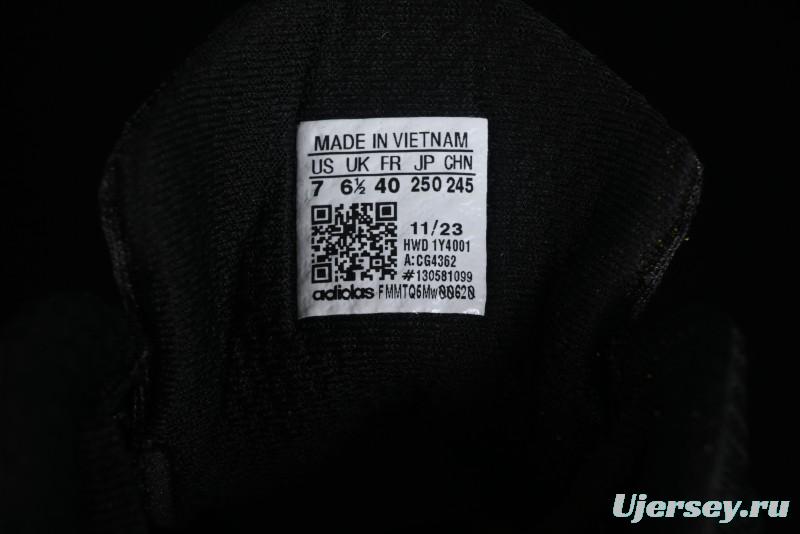 MADE IN VIETNAM
US UK FR JP CHN
7 6½ 40 250 245
11/23
HWD 1Y4001
A:CG4362
#130581099
adidas FMMTQ6Mw00620
Ujersey.ru